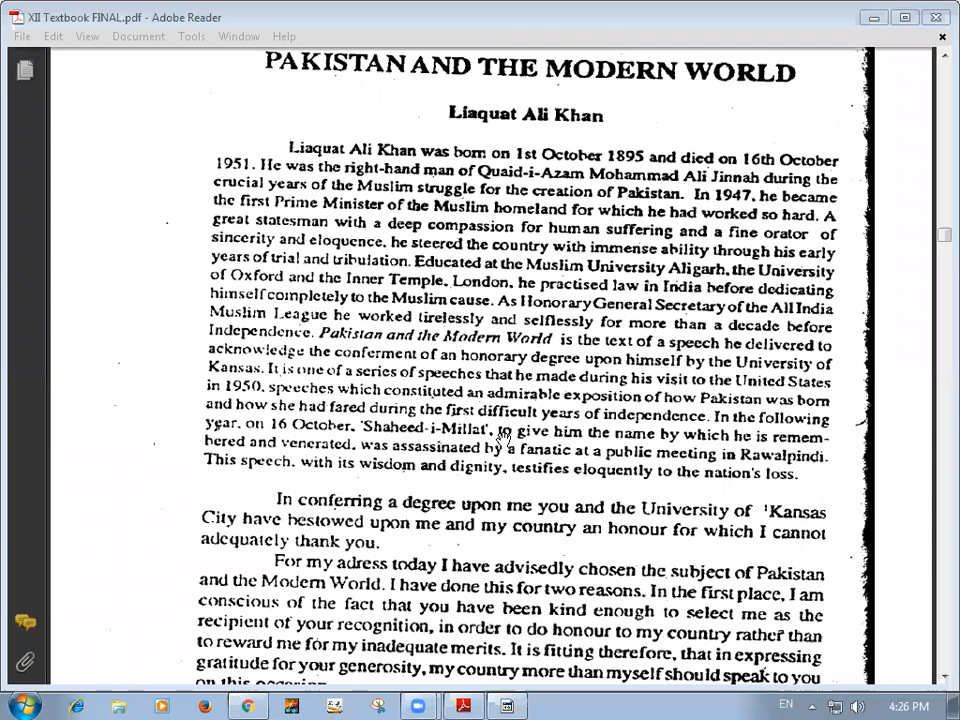 XII Textbook FINAL.pdf - Adobe Reader
File Edit View Document Tools Window Help
PAKISTAN AND THE MODERN WORLD
Liaquat Ali Khan
Liaquat Ali Khan was born on 1st October 1895 and died on 16th October
1951. He was the right-hand man of Quaid-i-Azam Mohammad Ali Jinnah during the
crucial years of the Muslim struggle for the creation of Pakistan. In 1947, he became
the first Prime Minister of the Muslim homeland for which he had worked so hard. A
great statesman with a deep compassion for human suffering and a fine orator of
sincerity and eloquence, he steered the country with immense ability through his early
years of trial and tribulation. Educated at the Muslim University Aligarh, the University
of Oxford and the Inner Temple, London, he practised law in India before dedicating
himself completely to the Muslim cause. As Honorary General Secretary of the All India
Muslim League he worked tirelessly and selflessly for more than a decade before
Independence. Pakistan and the Modern World is the text of a speech he delivered to
acknowledge the conferment of an honorary degree upon himself by the University of
Kansas. It is one of a series of speeches that he made during his visit to the United States
in 1950, speeches which constituted an admirable exposition of how Pakistan was born
and how she had fared during the first difficult years of independence. In the following
year, on 16 October, 'Shaheed-i-Millat', to give him the name by which he is remem-
bered and venerated, was assassinated by a fanatic at a public meeting in Rawalpindi.
This speech, with its wisdom and dignity, testifies eloquently to the nation's loss.
In conferring a degree upon me you and the University of 'Kansas
City have bestowed upon me and my country an honour for which I cannot
adequately thank you.
For my adress today I have advisedly chosen the subject of Pakistan
and the Modern World. I have done this for two reasons. In the first place, I am
conscious of the fact that you have been kind enough to select me as the
recipient of your recognition, in order to do honour to my country rather than
to reward me for my inadequate merits. It is fitting therefore, that in expressing
gratitude for your generosity, my country more than myself should speak to you
on this occasion
EN 4:26 PM